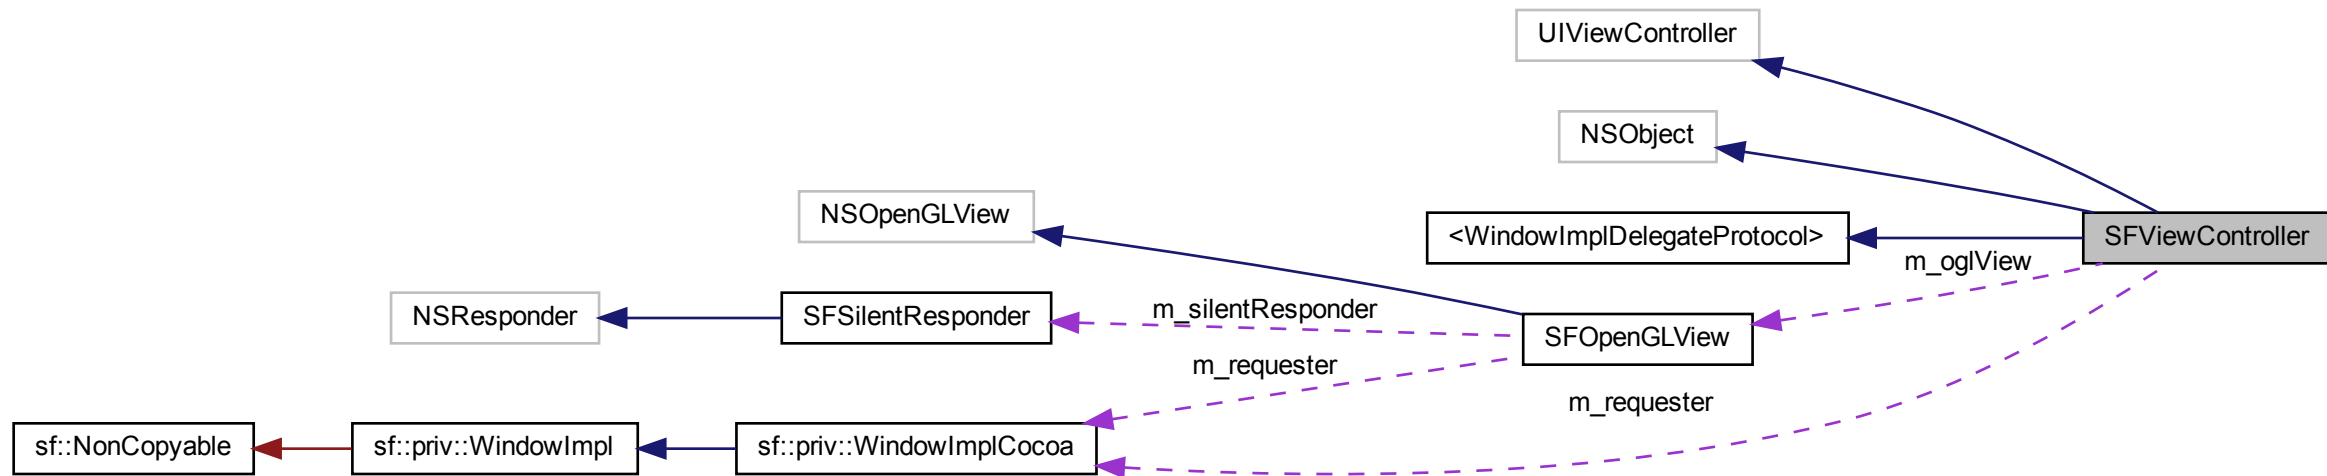 UIViewController
NSObject
NSOpenGLView
<WindowImplDelegateProtocol>
SFViewController
m_oglView
NSResponder
SFSilentResponder
m_silentResponder
SFOpenGLView
m_requester
m_requester
sf::NonCopyable
sf::priv::WindowImpl
sf::priv::WindowImplCocoa